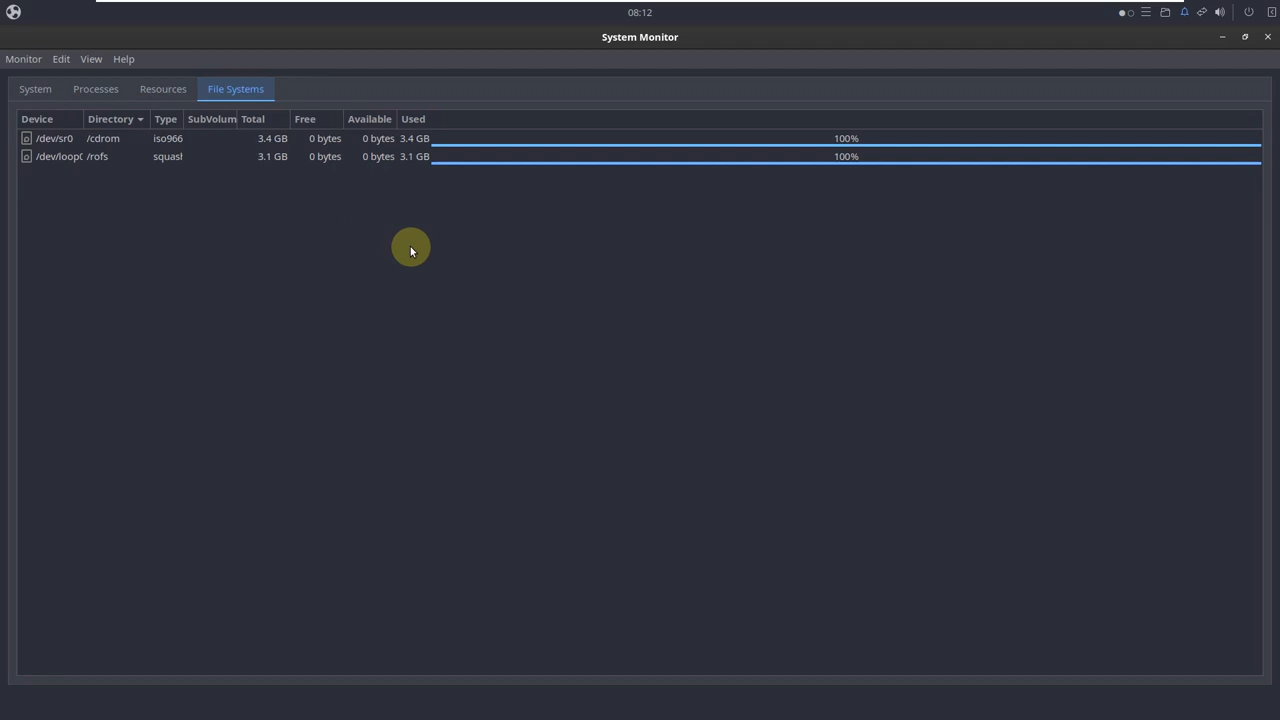 08:12
System Monitor
Monitor Edit View Help
System Processes Resources File Systems
Device Directory Type SubVolum Total Free Available Used
/dev/sr0 /cdrom iso966 3.4 GB 0 bytes 0 bytes 3.4 GB 100%
/dev/loop( /rofs squash 3.1 GB 0 bytes 0 bytes 3.1 GB 100%